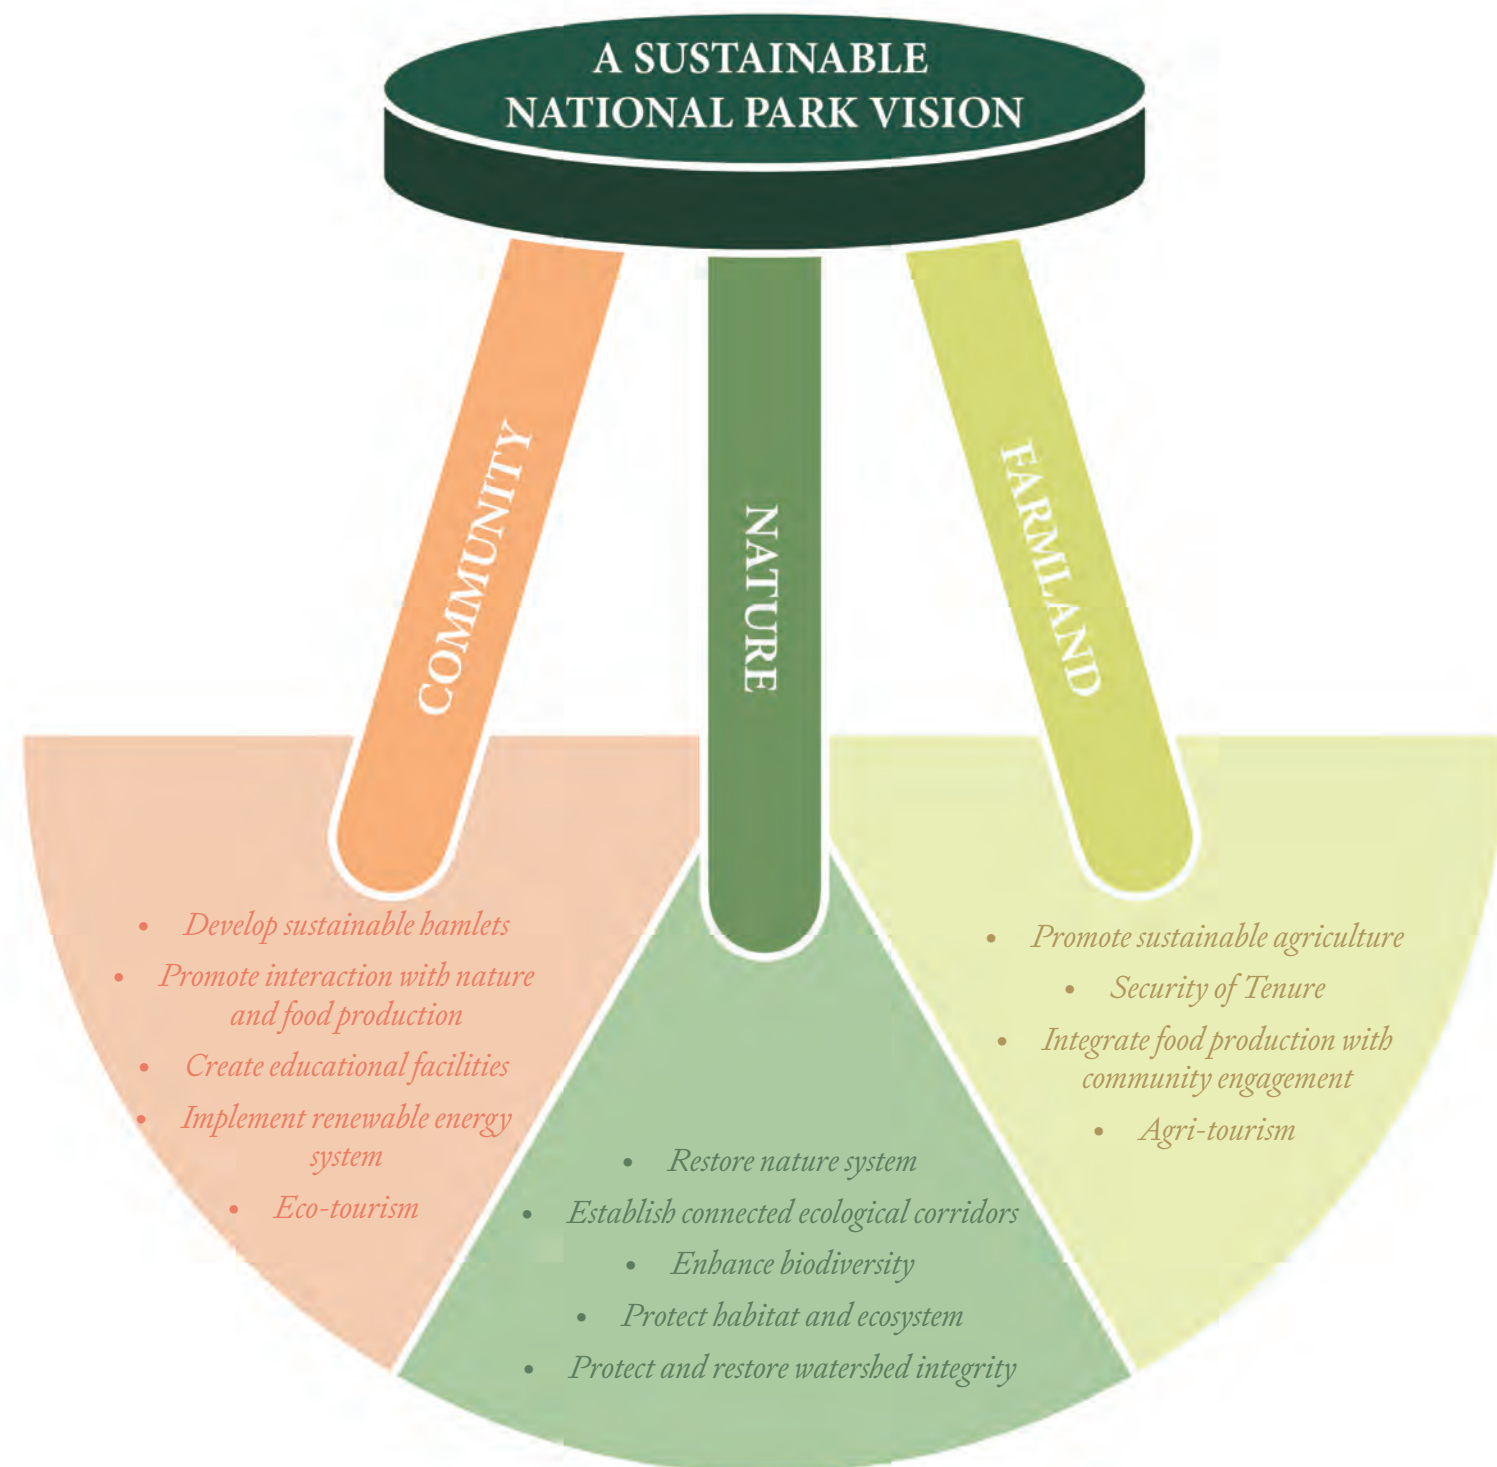 A SUSTAINABLE
NATIONAL PARK VISION
COMMUNITY
NATURE
FARMLAND
• Develop sustainable hamlets
• Promote interaction with nature
and food production
• Create educational facilities
• Implement renewable energy
system
• Eco-tourism
• Restore nature system
• Establish connected ecological corridors
• Enhance biodiversity
• Protect habitat and ecosystem
• Protect and restore watershed integrity
• Promote sustainable agriculture
• Security of Tenure
• Integrate food production with
community engagement
• Agri-tourism